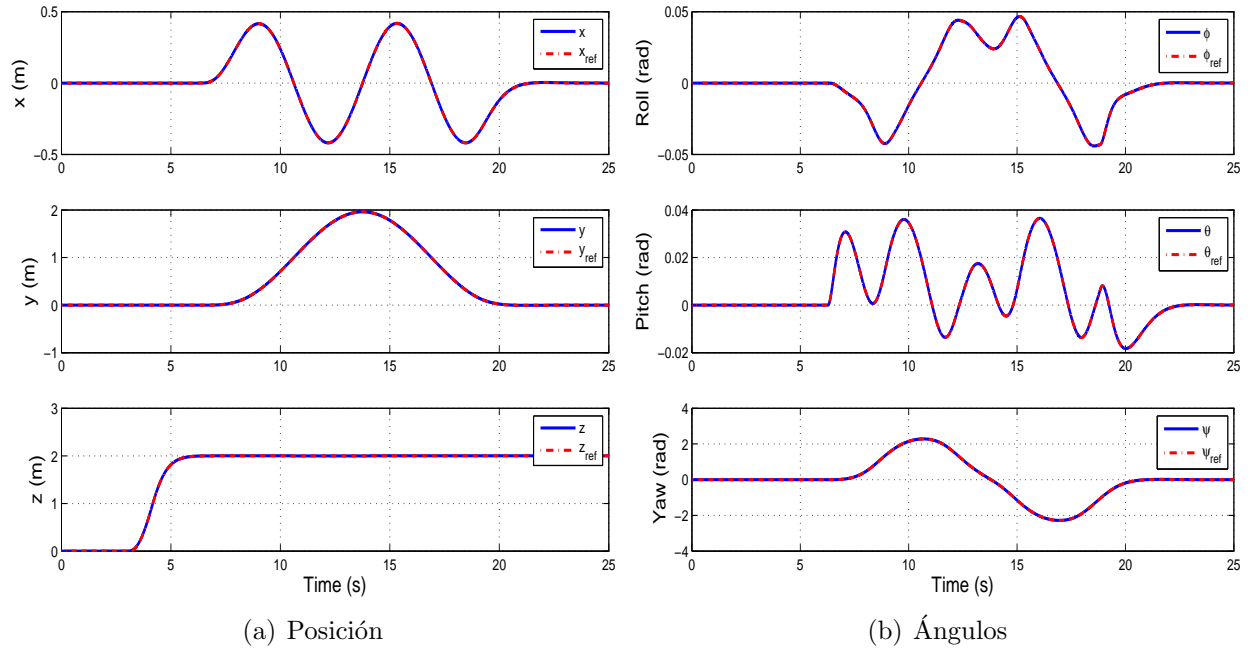 0.5
0
−0.5
x (m)
0 5 10 15 20 25
x
x_ref
2
1
0
−1
y (m)
0 5 10 15 20 25
y
y_ref
3
2
1
0
z (m)
0 5 10 15 20 25
z
z_ref
Time (s)
(a) Posición
0.05
0
−0.05
Roll (rad)
0 5 10 15 20 25
ϕ
ϕ_ref
0.04
0.02
0
−0.02
Pitch (rad)
0 5 10 15 20 25
θ
θ_ref
4
2
0
−2
−4
Yaw (rad)
0 5 10 15 20 25
ψ
ψ_ref
Time (s)
(b) Ángulos